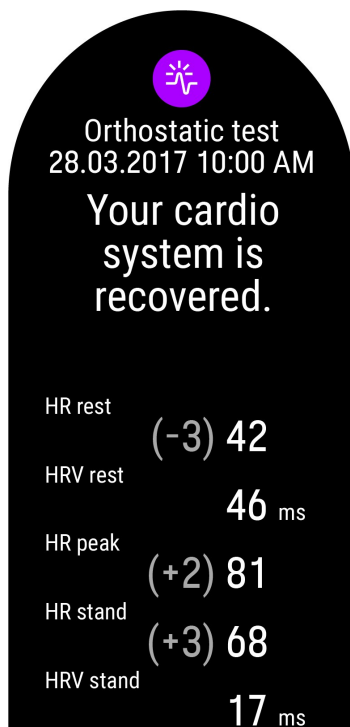 Orthostatic test
28.03.2017 10:00 AM
Your cardio
system is
recovered.
HR rest
(-3) 42
HRV rest
46 ms
HR peak
(+2) 81
HR stand
(+3) 68
HRV stand
17 ms